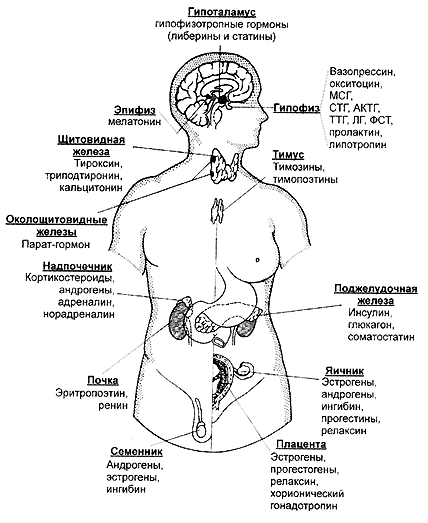 Гипоталамус
гипофизотропные гормоны
(либерины и статины)
Эпифиз
мелатонин
Гипофиз
Вазопрессин,
окситоцин,
МСГ,
СТГ, АКТГ,
ТТГ, ЛГ, ФСТ,
пролактин,
липотропин
Щитовидная
железа
Тироксин,
триподтиронин,
кальцитонин
Тимус
Тимозины,
тимопоэтины
Околощитовидные
железы
Парат-гормон
Надпочечник
Кортикостероиды,
андрогены,
адреналин,
норадреналин
Поджелудочная
железа
Инсулин,
глюкагон,
соматостатин
Почка
Эритропоэтин,
ренин
Яичник
Эстрогены,
андрогены,
ингибин,
прогестины,
релаксин
Семенник
Андрогены,
эстрогены,
ингибин
Плацента
Эстрогены,
прогестогены,
релаксин,
хорионический
гонадотропин